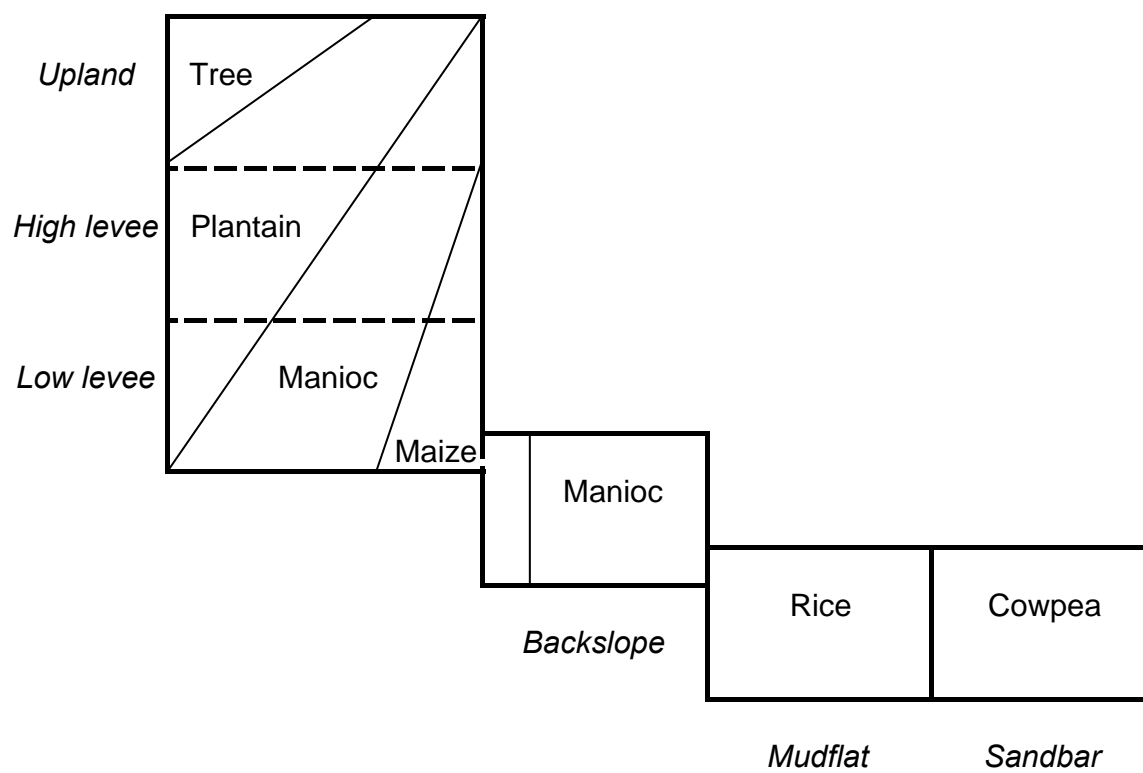 Upland
Tree
High levee
Plantain
Low levee
Manioc
Maize
Manioc
Backslope
Rice
Cowpea
Mudflat
Sandbar